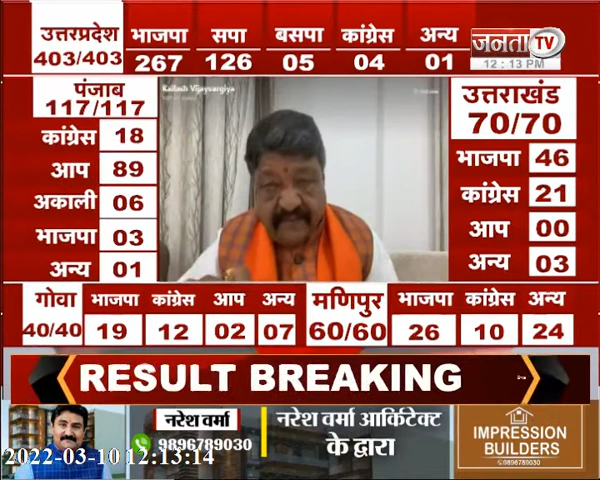 उत्तरप्रदेश
403/403
भाजपा सपा बसपा कांग्रेस अन्य
267 126 05 04 01
जनता TV
12:13 PM
पंजाब
117/117
कांग्रेस 18
आप 89
अकाली 06
भाजपा 03
अन्य 01
Kailash Vijayvargiya
उत्तराखंड
70/70
भाजपा 46
कांग्रेस 21
आप 00
अन्य 03
गोवा
40/40
भाजपा कांग्रेस आप अन्य
19 12 02 07
मणिपुर
60/60
भाजपा कांग्रेस अन्य
26 10 24
RESULT BREAKING
नरेश वर्मा
9896789030
नरेश वर्मा आर्किटेक्ट
के द्वारा
IMPRESSION
BUILDERS
9896789030
2022-03-10 12:13:14